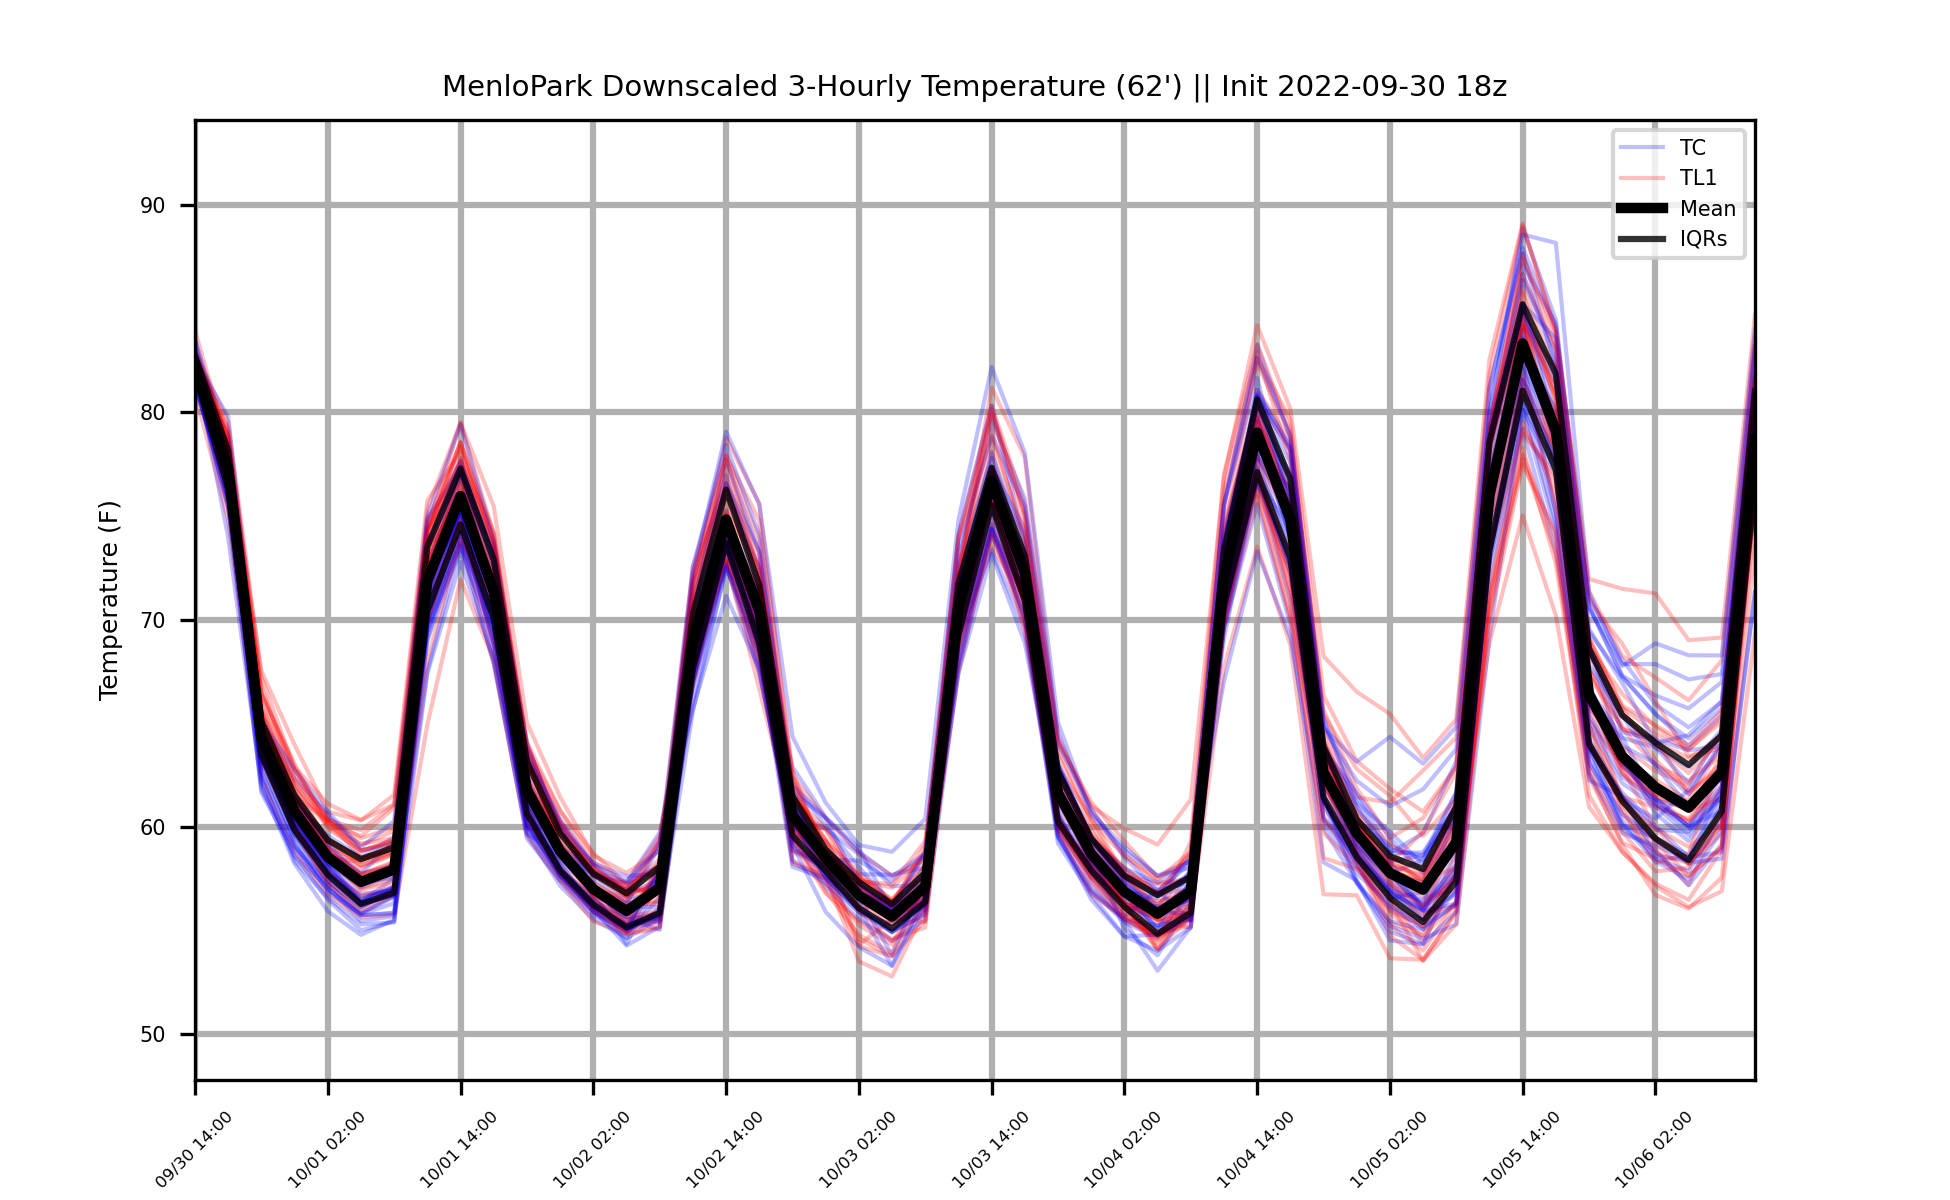 MenloPark Downscaled 3-Hourly Temperature (62') || Init 2022-09-30 18z
TC
TL1
Mean
IQRs
Temperature (F)
90
80
70
60
50
09/30 14:00
10/01 02:00
10/01 14:00
10/02 02:00
10/02 14:00
10/03 02:00
10/03 14:00
10/04 02:00
10/04 14:00
10/05 02:00
10/05 14:00
10/06 02:00